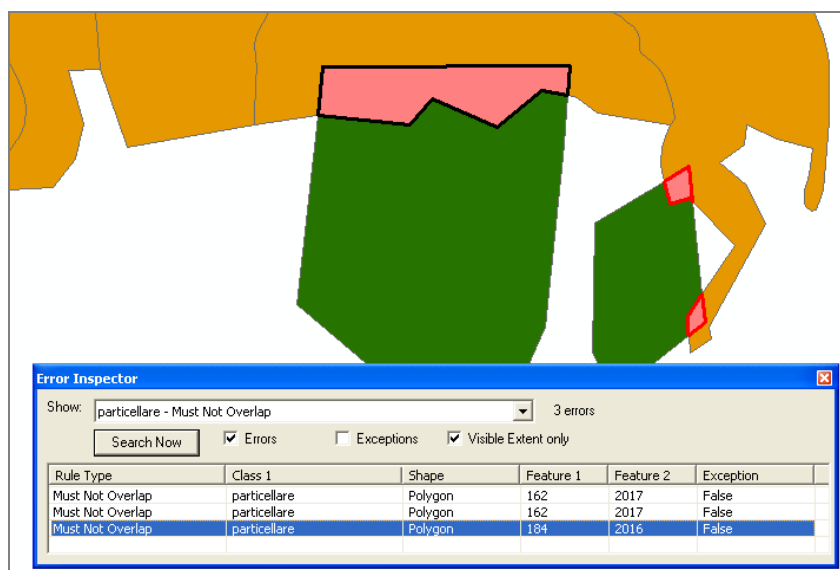 Error Inspector
Show: particellare - Must Not Overlap 3 errors
Search Now Errors Exceptions Visible Extent only
Rule Type Class 1 Shape Feature 1 Feature 2 Exception
Must Not Overlap particellare Polygon 162 2017 False
Must Not Overlap particellare Polygon 162 2017 False
Must Not Overlap particellare Polygon 184 2016 False